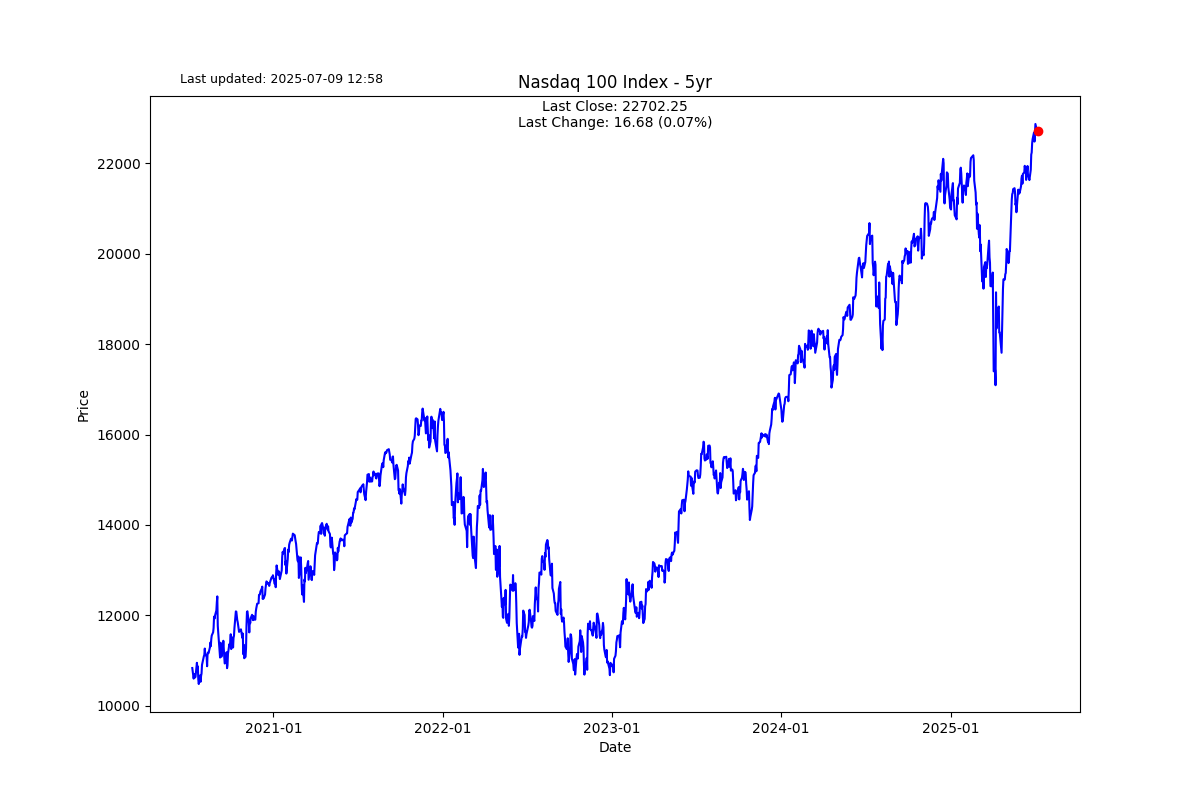 Last updated: 2025-07-09 12:58
Nasdaq 100 Index - 5yr
Last Close: 22702.25
Last Change: 16.68 (0.07%)
22000
20000
18000
16000
14000
12000
10000
Price
2021-01
2022-01
2023-01
2024-01
2025-01
Date